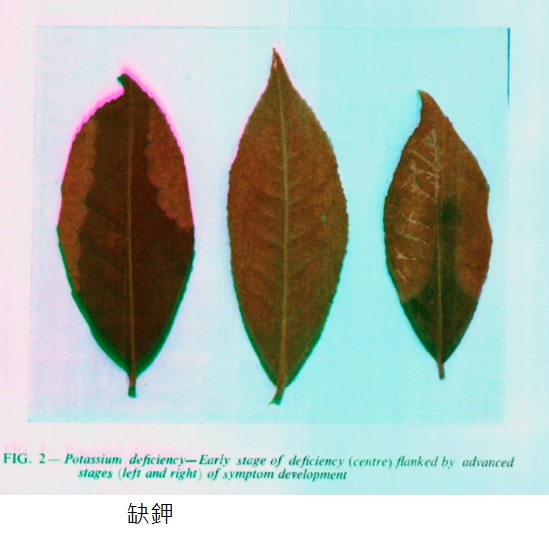 FIG. 2— Potassium deficiency—Early stage of deficiency (centre) flanked by advanced
stages (left and right) of symptom development
缺鉀